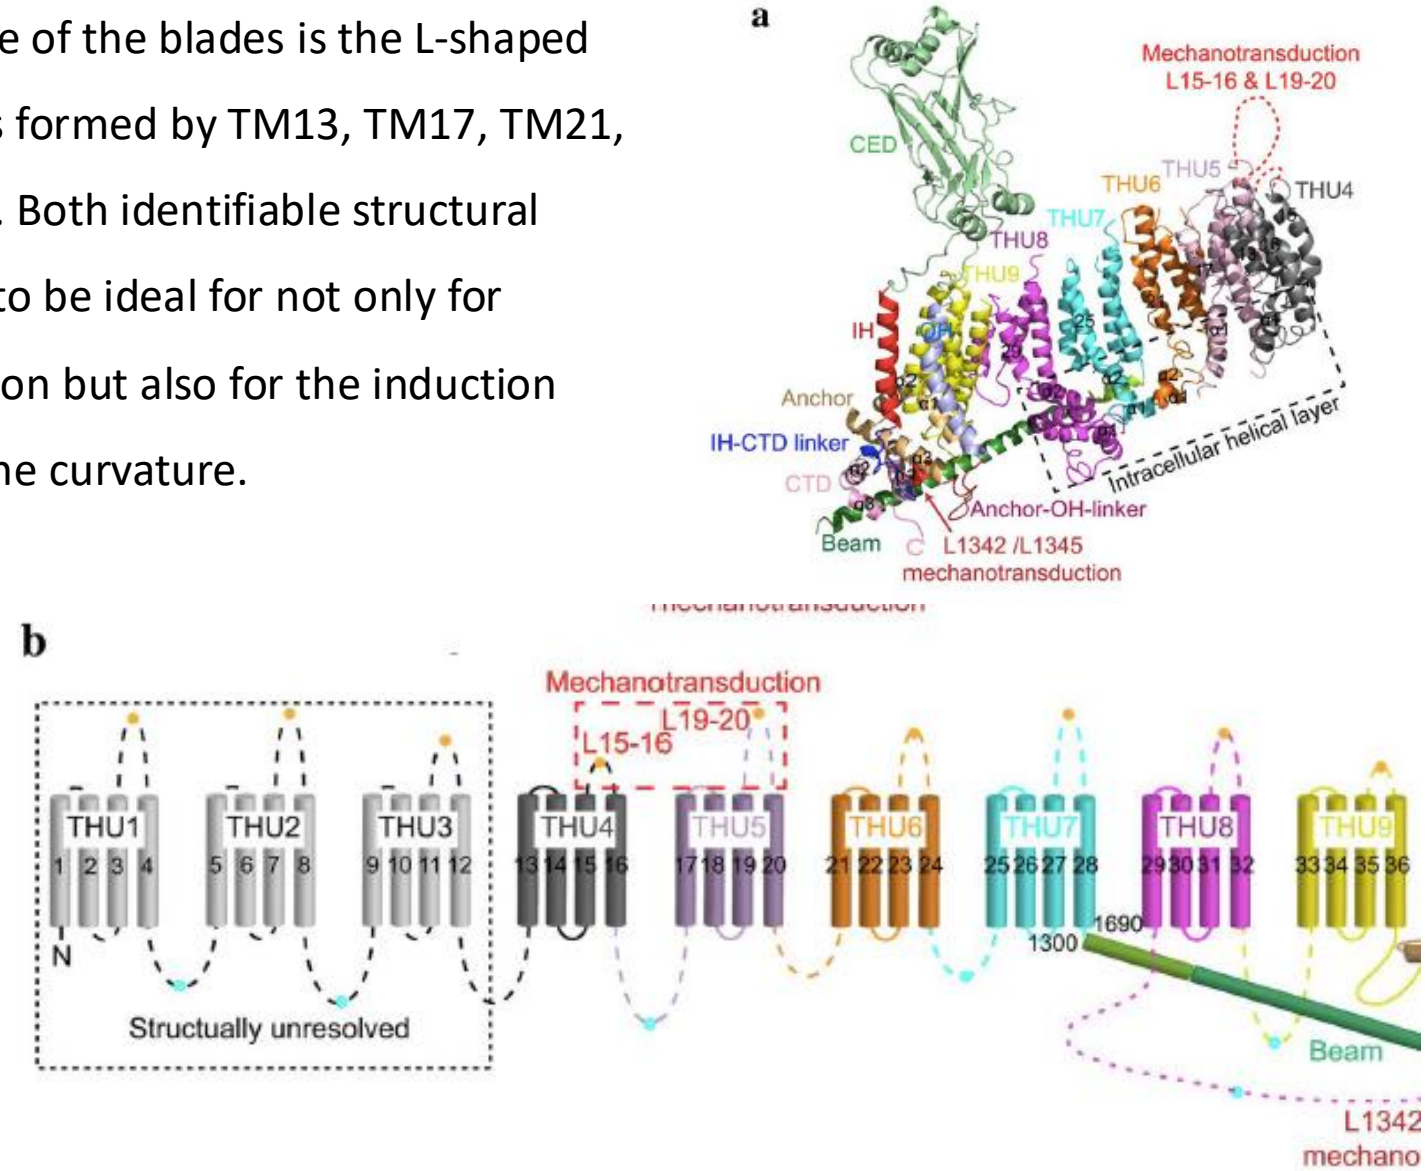 e of the blades is the L-shaped
s formed by TM13, TM17, TM21,
. Both identifiable structural
to be ideal for not only for
on but also for the induction
ne curvature.
a
Mechanotransduction
L15-16 & L19-20
CED
THU5
THU4
THU6
THU7
THU8
THU9
IH
OH
25
29
21
Anchor
IH-CTD linker
CTD
Intracellular helical layer
Anchor-OH-linker
Beam
C
L1342 /L1345
mechanotransduction
mechanotransduction
b
Mechanotransduction
L19-20
L15-16
THU1 THU2 THU3 THU4 THU5 THU6 THU7 THU8 THU9
1 2 3 4 5 6 7 8 9 10 11 12 13 14 15 16 17 18 19 20 21 22 23 24 25 26 27 28 29 30 31 32 33 34 35 36
N
1690
1300
Structually unresolved
Beam
L1342
mechano